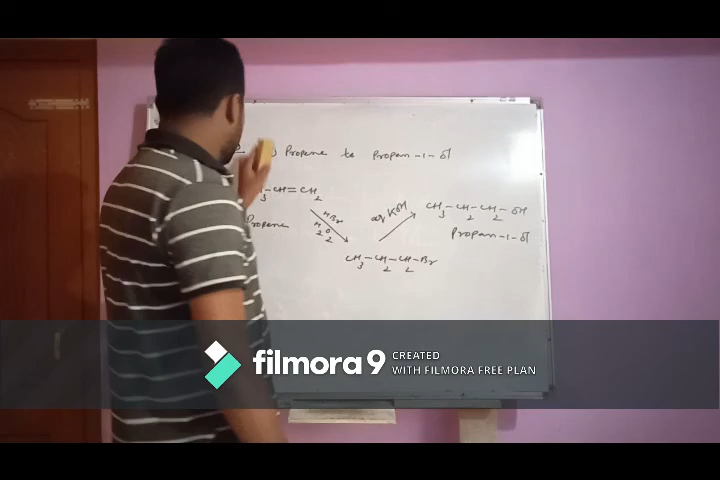 Propene to Propan-1-ol
3-CH=CH2
Propene
HBr
H2O2
aq KOH
CH3-CH2-CH2-OH
Propan-1-ol
CH3-CH2-CH2-Br
filmora 9 CREATED
WITH FILMORA FREE PLAN